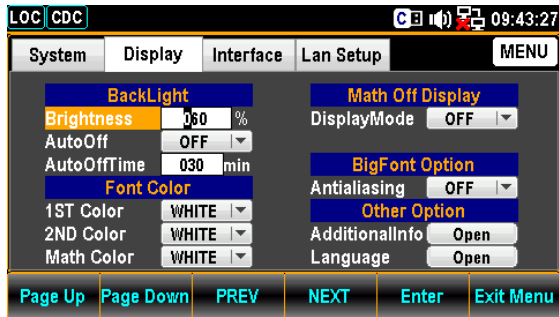 LOC CDC C 09:43:27
System Display Interface Lan Setup MENU
BackLight
Brightness 060 %
AutoOff OFF
AutoOffTime 030 min
Font Color
1ST Color WHITE
2ND Color WHITE
Math Color WHITE
Math Off Display
DisplayMode OFF
BigFont Option
Antialiasing OFF
Other Option
AdditionalInfo Open
Language Open
Page Up Page Down PREV NEXT Enter Exit Menu